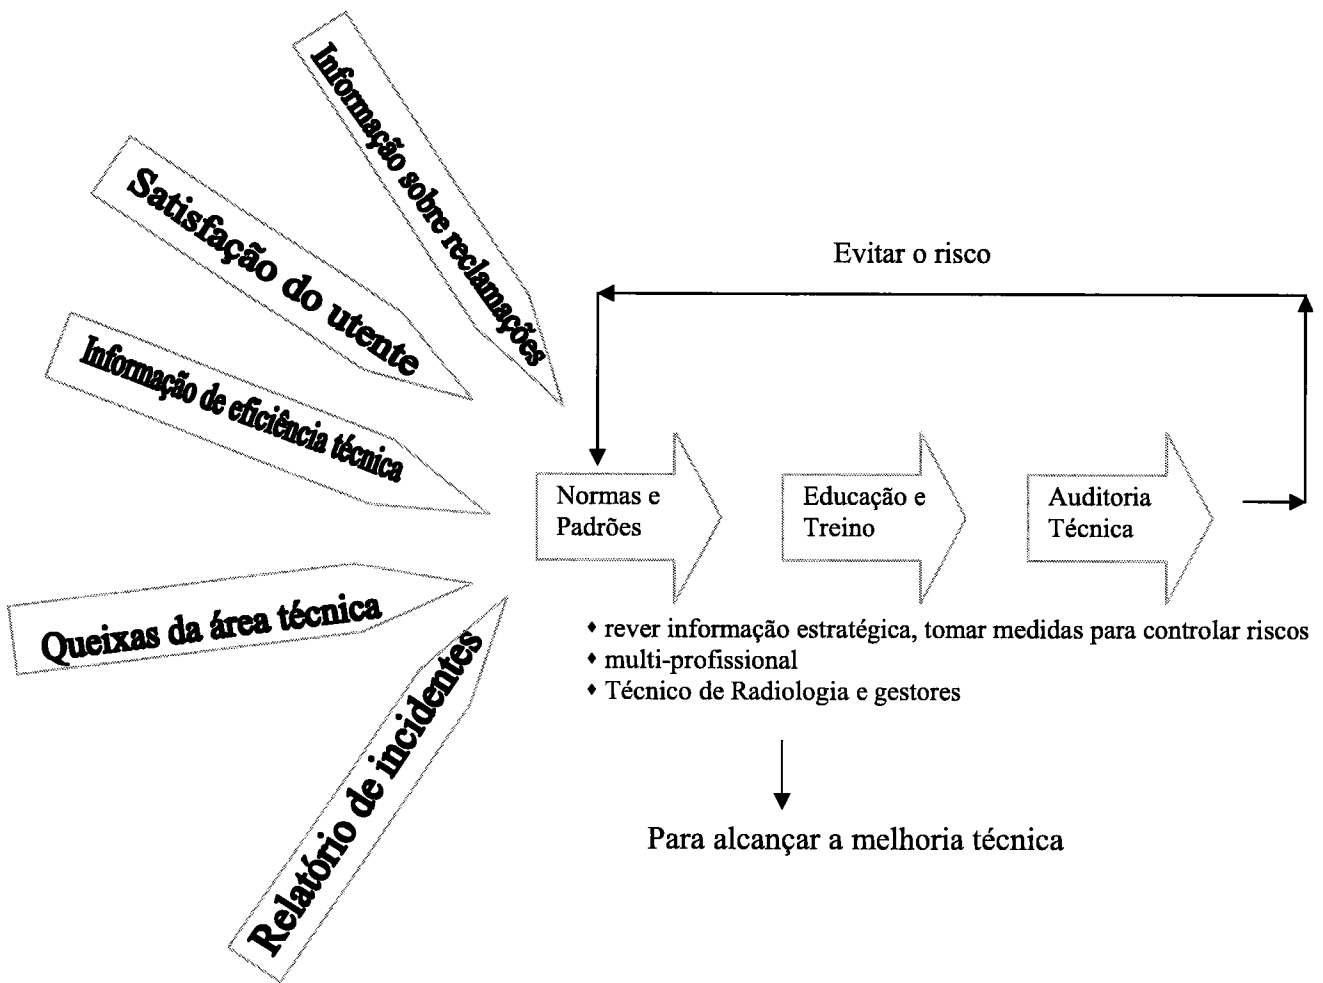 Informação sobre reclamações
Satisfação do utente
Informação de eficiência técnica
Queixas da área técnica
Relatório de incidentes
Evitar o risco
Normas e
Padrões
Educação e
Treino
Auditoria
Técnica
♦ rever informação estratégica, tomar medidas para controlar riscos
♦ multi-profissional
♦ Técnico de Radiologia e gestores
Para alcançar a melhoria técnica